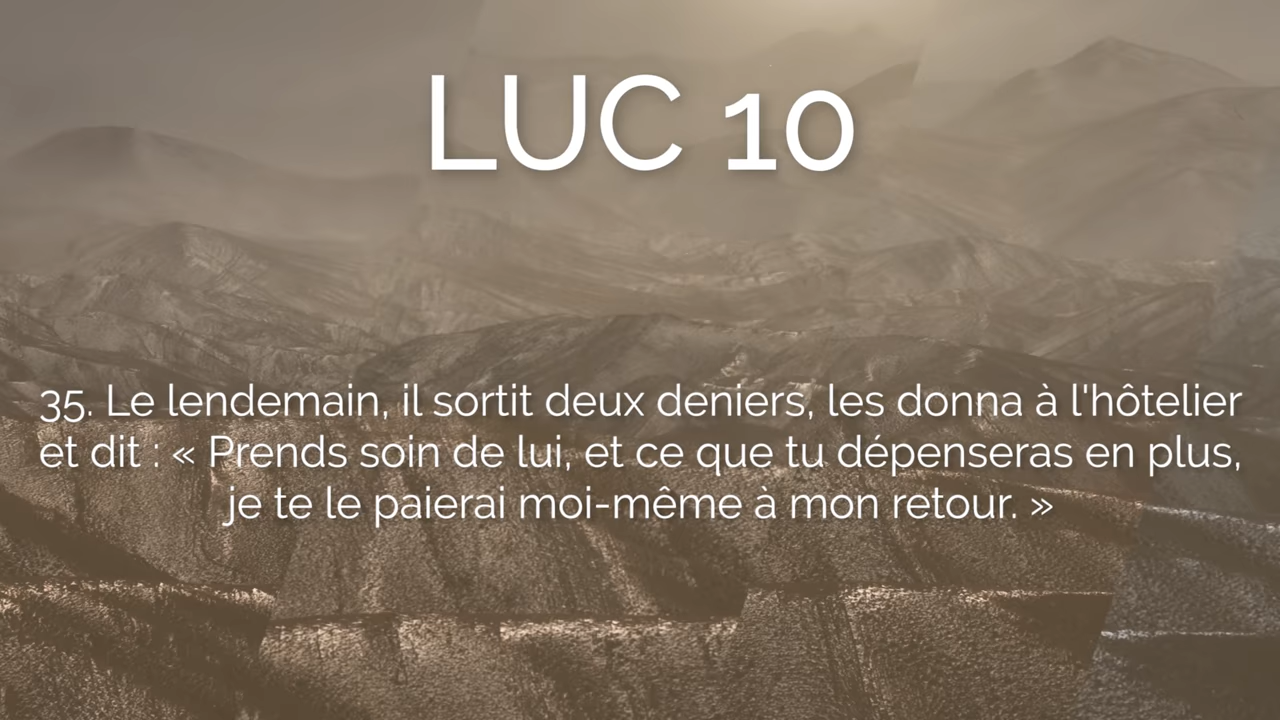 LUC 10
35. Le lendemain, il sortit deux deniers, les donna à l'hôtelier
et dit : « Prends soin de lui, et ce que tu dépenseras en plus,
je te le paierai moi-même à mon retour. »